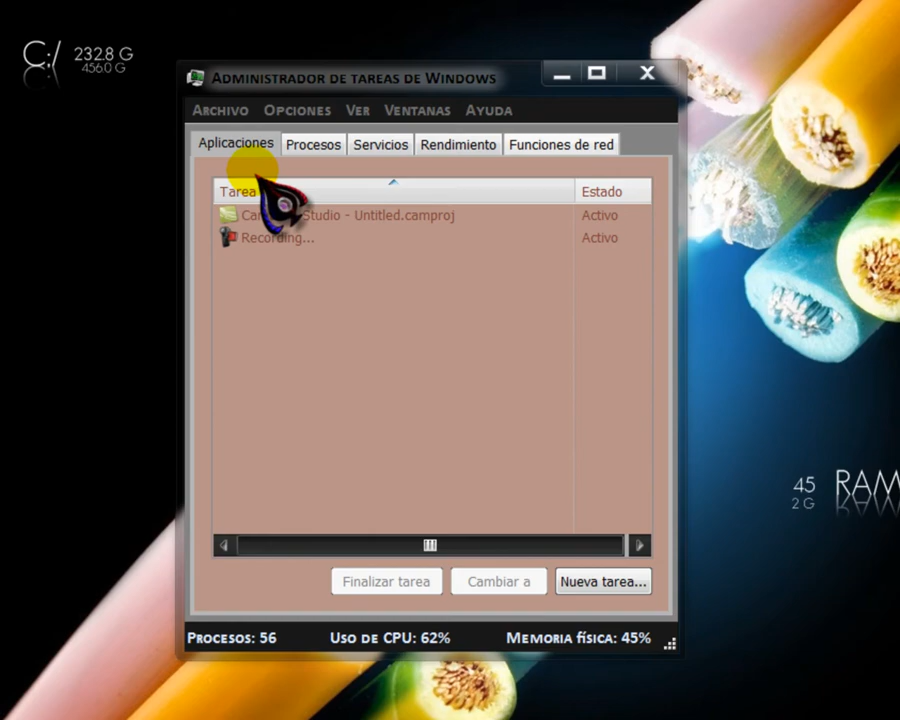 C:/ 232.8 G
456.0 G
Administrador de tareas de Windows
Archivo Opciones Ver Ventanas Ayuda
Aplicaciones Procesos Servicios Rendimiento Funciones de red
Tarea Estado
Studio - Untitled.camproj Activo
Recording... Activo
45 RAM
2 G
Finalizar tarea Cambiar a Nueva tarea...
Procesos: 56 Uso de CPU: 62% Memoria física: 45%